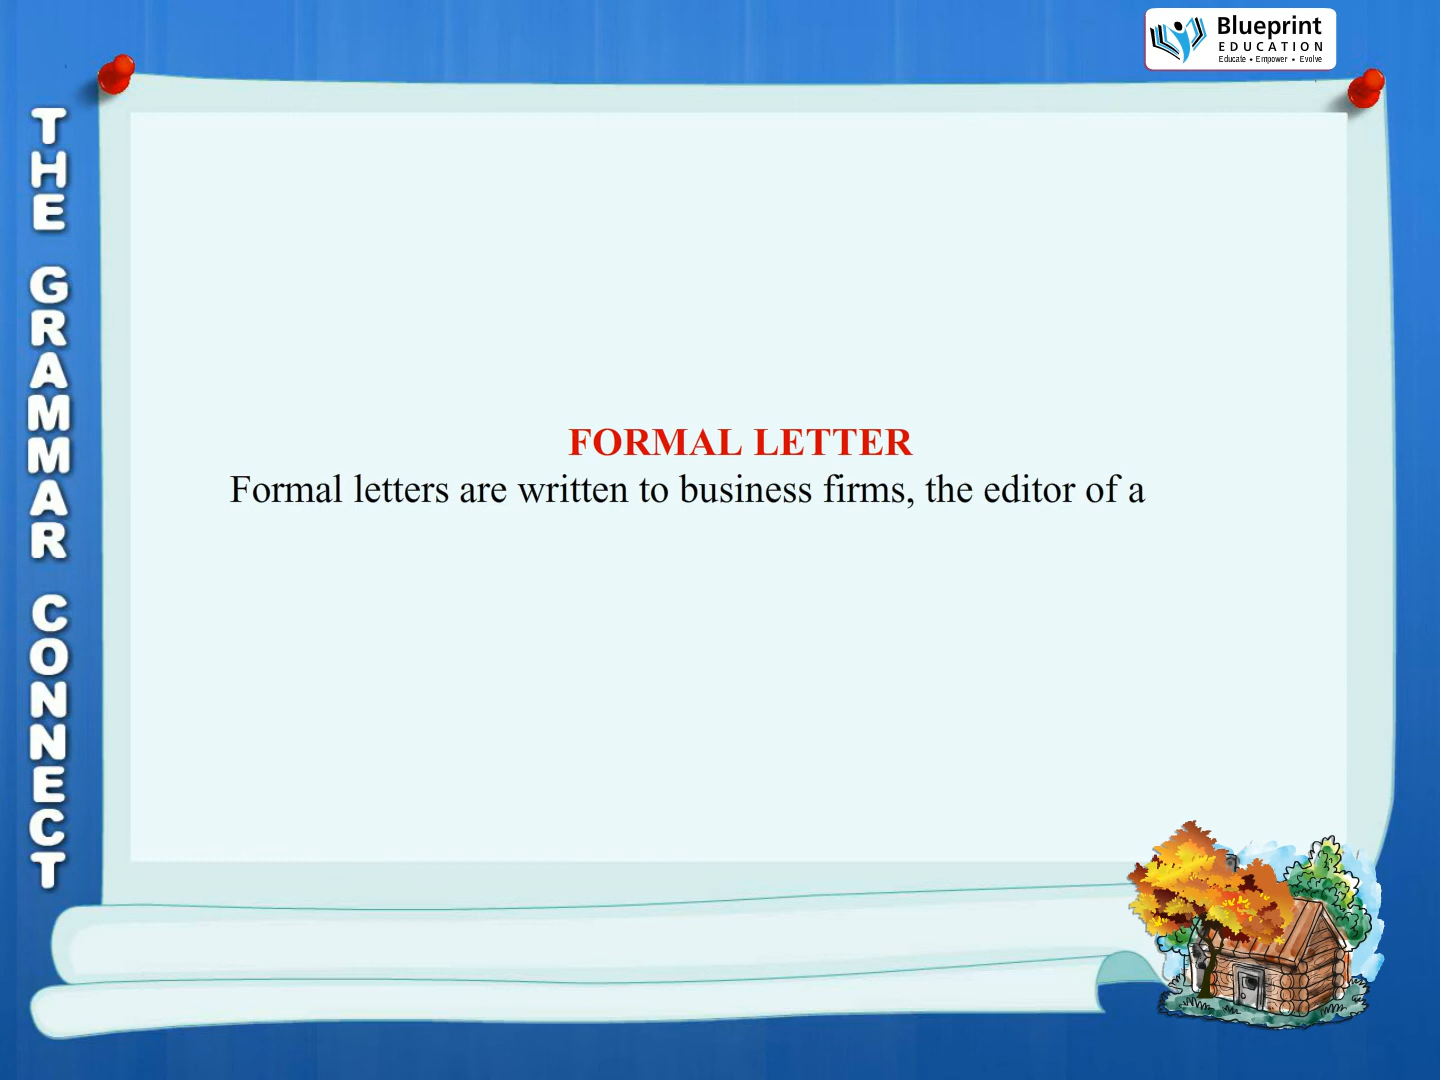 Blueprint
EDUCATION
Educate • Empower • Evolve
THE GRAMMAR CONNECT
FORMAL LETTER
Formal letters are written to business firms, the editor of a